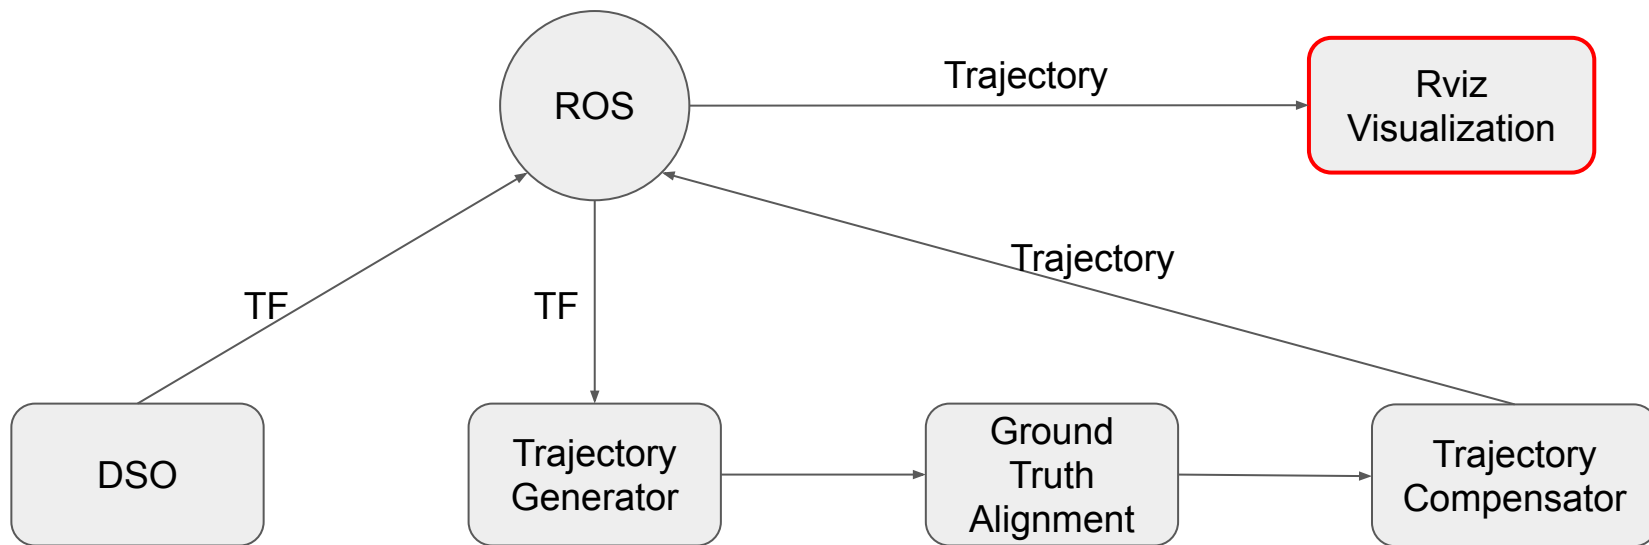 ROS
Trajectory
Rviz
Visualization
Trajectory
TF
TF
DSO
Trajectory
Generator
Ground
Truth
Alignment
Trajectory
Compensator